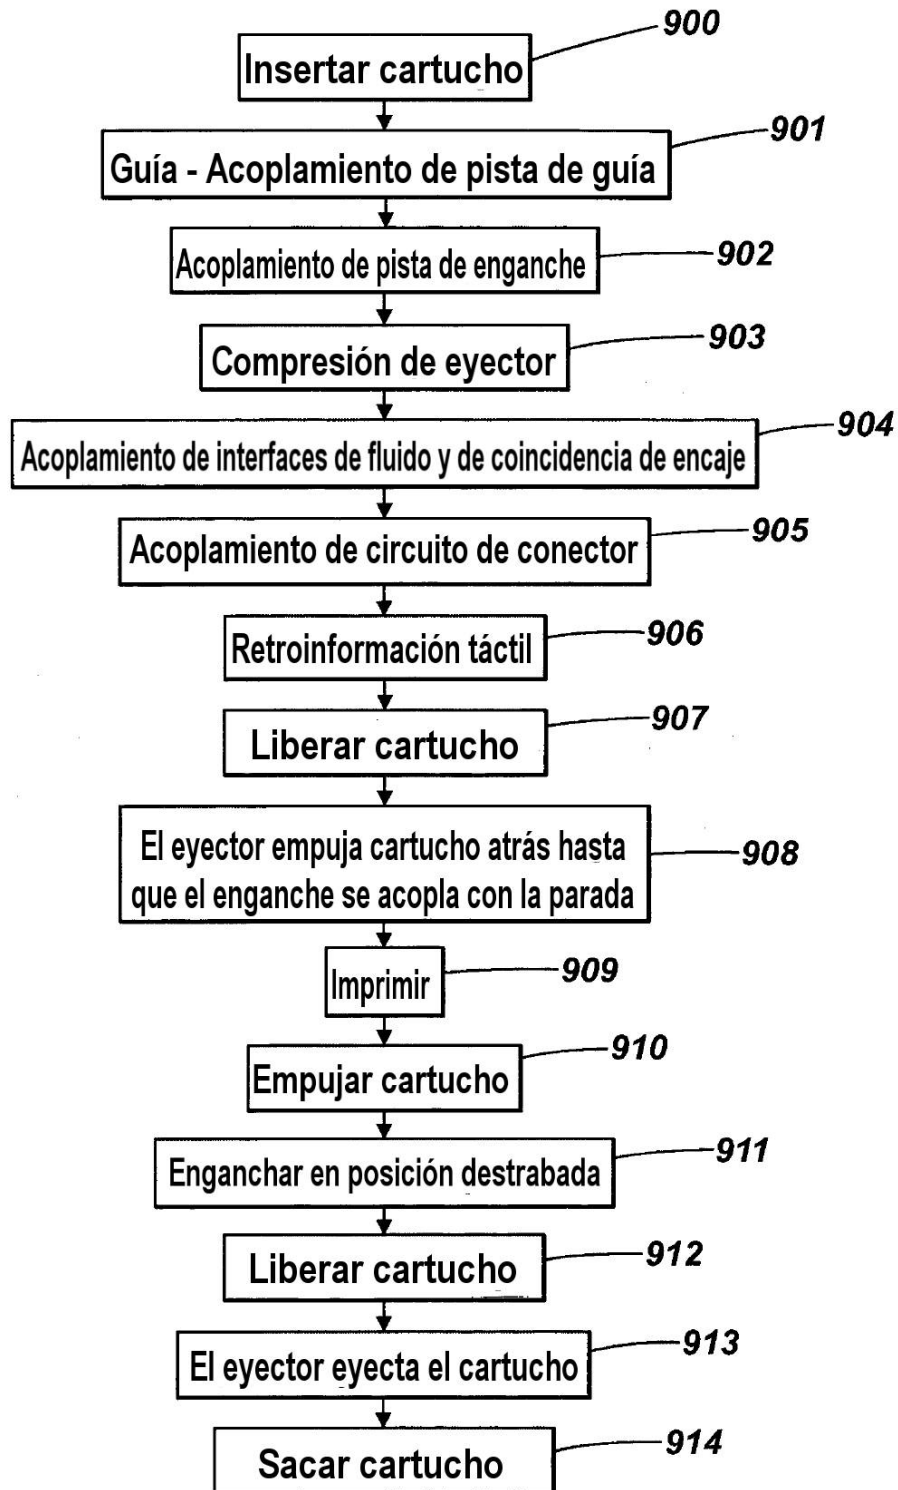 900
Insertar cartucho
901
Guía - Acoplamiento de pista de guía
902
Acoplamiento de pista de enganche
903
Compresión de eyector
904
Acoplamiento de interfaces de fluido y de coincidencia de encaje
905
Acoplamiento de circuito de conector
906
Retroinformación táctil
907
Liberar cartucho
El eyector empuja cartucho atrás hasta
908
que el enganche se acopla con la parada
909
Imprimir
910
Empujar cartucho
911
Enganchar en posición destrabada
912
Liberar cartucho
913
El eyector eyecta el cartucho
914
Sacar cartucho